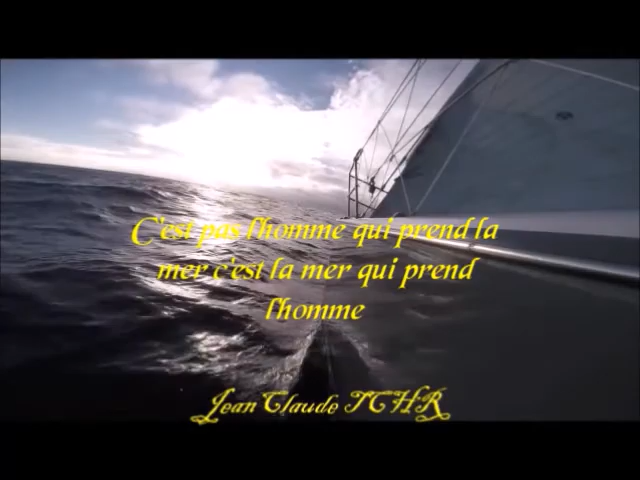 C'est pas l'homme qui prend la
mer c'est la mer qui prend
l'homme
Jean Claude TCHR